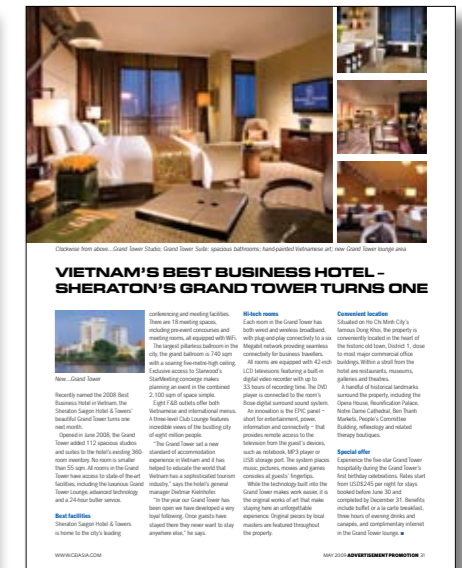 Clockwise from above...Grand Tower Studio; Grand Tower Suite: spacious bathrooms; hand-painted Vietnamese art; new Grand Tower lounge area
VIETNAM'S BEST BUSINESS HOTEL –
SHERATON'S GRAND TOWER TURNS ONE
New...Grand Tower
Recently named the 2008 Best
Business Hotel in Vietnam, the
Sheraton Saigon Hotel & Towers'
beautiful Grand Tower turns one
next month.
Opened in June 2008, the Grand
Tower added 112 spacious studios
and suites to the hotel's existing 360-
room inventory. No room is smaller
than 55 sqm. All rooms in the Grand
Tower have access to state-of-the-art
facilities, including the luxurious Grand
Tower Lounge, advanced technology
and a 24-hour butler service.
Best facilities
Sheraton Saigon Hotel & Towers
is home to the city's leading
conferencing and meeting facilities.
There are 18 meeting spaces,
including pre-event concourses and
meeting rooms, all equipped with WiFi.
The largest pillarless ballroom in the
city, the grand ballroom is 740 sqm
with a soaring five-metre-high ceiling.
Exclusive access to Starwood's
StarMeeting concierge makes
planning an event in the combined
2,100 sqm of space simple.
Eight F&B outlets offer both
Vietnamese and international menus.
A three-level Club Lounge features
incredible views of the bustling city
of eight million people.
"The Grand Tower set a new
standard of accommodation
experience in Vietnam and it has
helped to educate the world that
Vietnam has a sophisticated tourism
industry," says the hotel's general
manager Dietmar Kielnhofer.
"In the year our Grand Tower has
been open we have developed a very
loyal following. Once guests have
stayed there they never want to stay
anywhere else," he says.
Hi-tech rooms
Each room in the Grand Tower has
both wired and wireless broadband,
with plug-and-play connectivity to a six
Megabit network providing seamless
connectivity for business travellers.
All rooms are equipped with 42-inch
LCD televisions featuring a built-in
digital video recorder with up to
33 hours of recording time. The DVD
player is connected to the room's
Bose digital surround sound system.
An innovation is the EPIC panel –
short for entertainment, power,
information and connectivity – that
provides remote access to the
television from the guest's devices,
such as notebook, MP3 player or
USB storage port. The system places
music, pictures, movies and games
consoles at guests' fingertips.
While the technology built into the
Grand Tower makes work easier, it is
the original works of art that make
staying here an unforgettable
experience. Original pieces by local
masters are featured throughout
the property.
Convenient location
Situated on Ho Chi Minh City's
famous Dong Khoi, the property is
conveniently located in the heart of
the historic old town, District 1, close
to most major commercial office
buildings. Within a stroll from the
hotel are restaurants, museums,
galleries and theatres.
A handful of historical landmarks
surround the property, including the
Opera House, Reunification Palace,
Notre Dame Cathedral, Ben Thanh
Markets, People's Committee
Building, reflexology and related
therapy boutiques.
Special offer
Experience the five-star Grand Tower
hospitality during the Grand Tower's
first birthday celebrations. Rates start
from USD$245 per night for stays
booked before June 30 and
completed by December 31. Benefits
include buffet or a la carte breakfast,
three hours of evening drinks and
canapés, and complimentary internet
in the Grand Tower lounge.
WWW.CEIASIA.COM
MAY 2009 ADVERTISEMENT PROMOTION 31